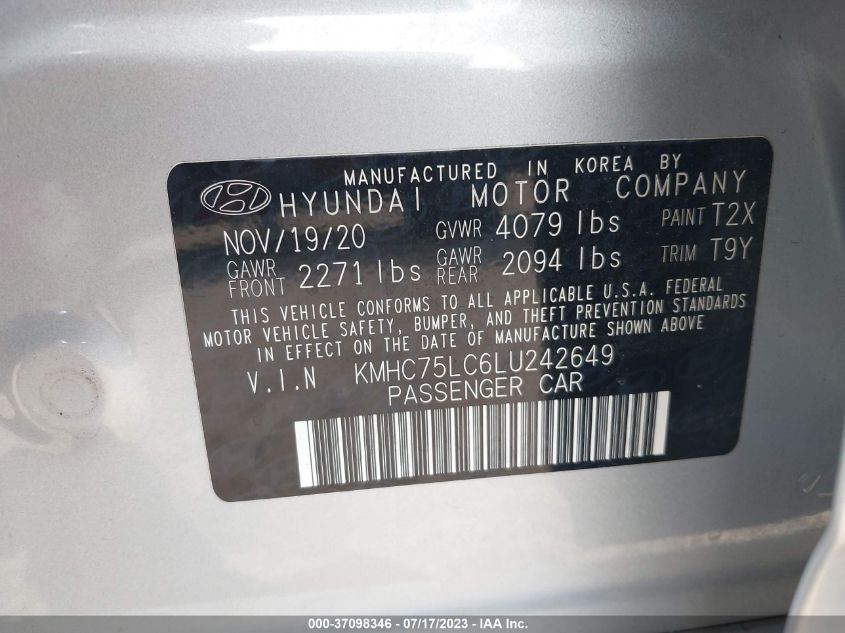 MANUFACTURED IN KOREA BY
HYUNDAI MOTOR COMPANY
NOV/19/20 GVWR 4079 lbs PAINT T2X
GAWR FRONT 2271 lbs GAWR REAR 2094 lbs TRIM T9Y
THIS VEHICLE CONFORMS TO ALL APPLICABLE U.S.A. FEDERAL
MOTOR VEHICLE SAFETY, BUMPER, AND THEFT PREVENTION STANDARDS
IN EFFECT ON THE DATE OF MANUFACTURE SHOWN ABOVE
V.I.N KMHC75LC6LU242649
PASSENGER CAR
000-37098346 / 07/17/2023 - IAA Inc.